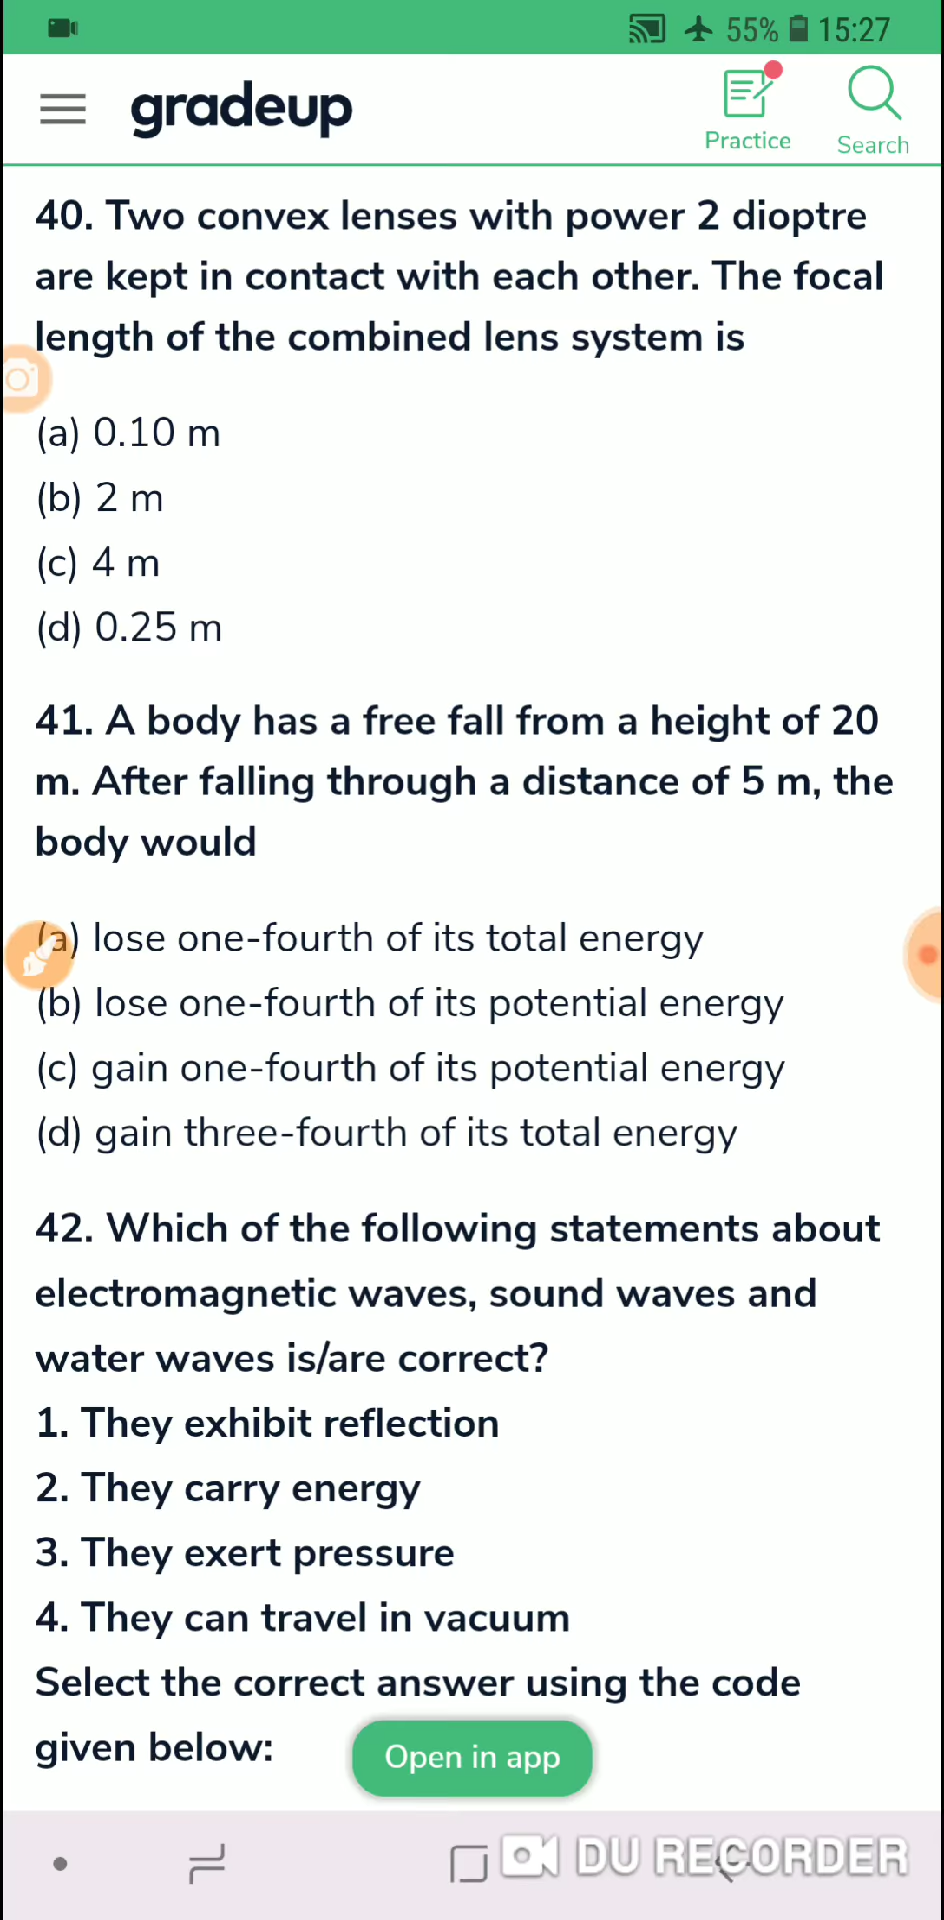 55% 15:27
gradeup
Practice
Search
40. Two convex lenses with power 2 dioptre
are kept in contact with each other. The focal
length of the combined lens system is
(a) 0.10 m
(b) 2 m
(c) 4 m
(d) 0.25 m
41. A body has a free fall from a height of 20
m. After falling through a distance of 5 m, the
body would
(a) lose one-fourth of its total energy
(b) lose one-fourth of its potential energy
(c) gain one-fourth of its potential energy
(d) gain three-fourth of its total energy
42. Which of the following statements about
electromagnetic waves, sound waves and
water waves is/are correct?
1. They exhibit reflection
2. They carry energy
3. They exert pressure
4. They can travel in vacuum
Select the correct answer using the code
given below:
Open in app
DU RECORDER